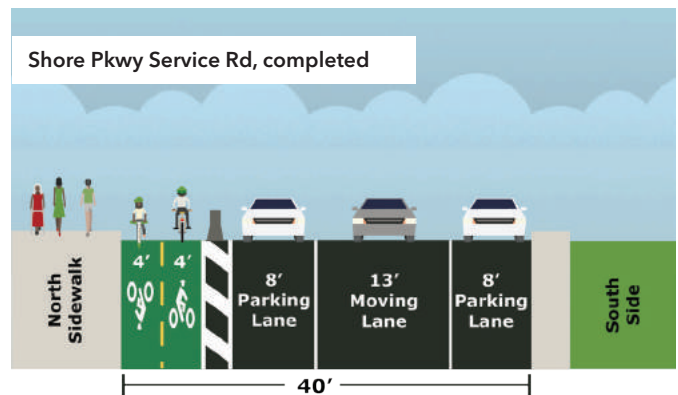 Shore Pkwy Service Rd, completed
North
Sidewalk
4'
4'
8'
Parking
Lane
13'
Moving
Lane
8'
Parking
Lane
South
Side
40'